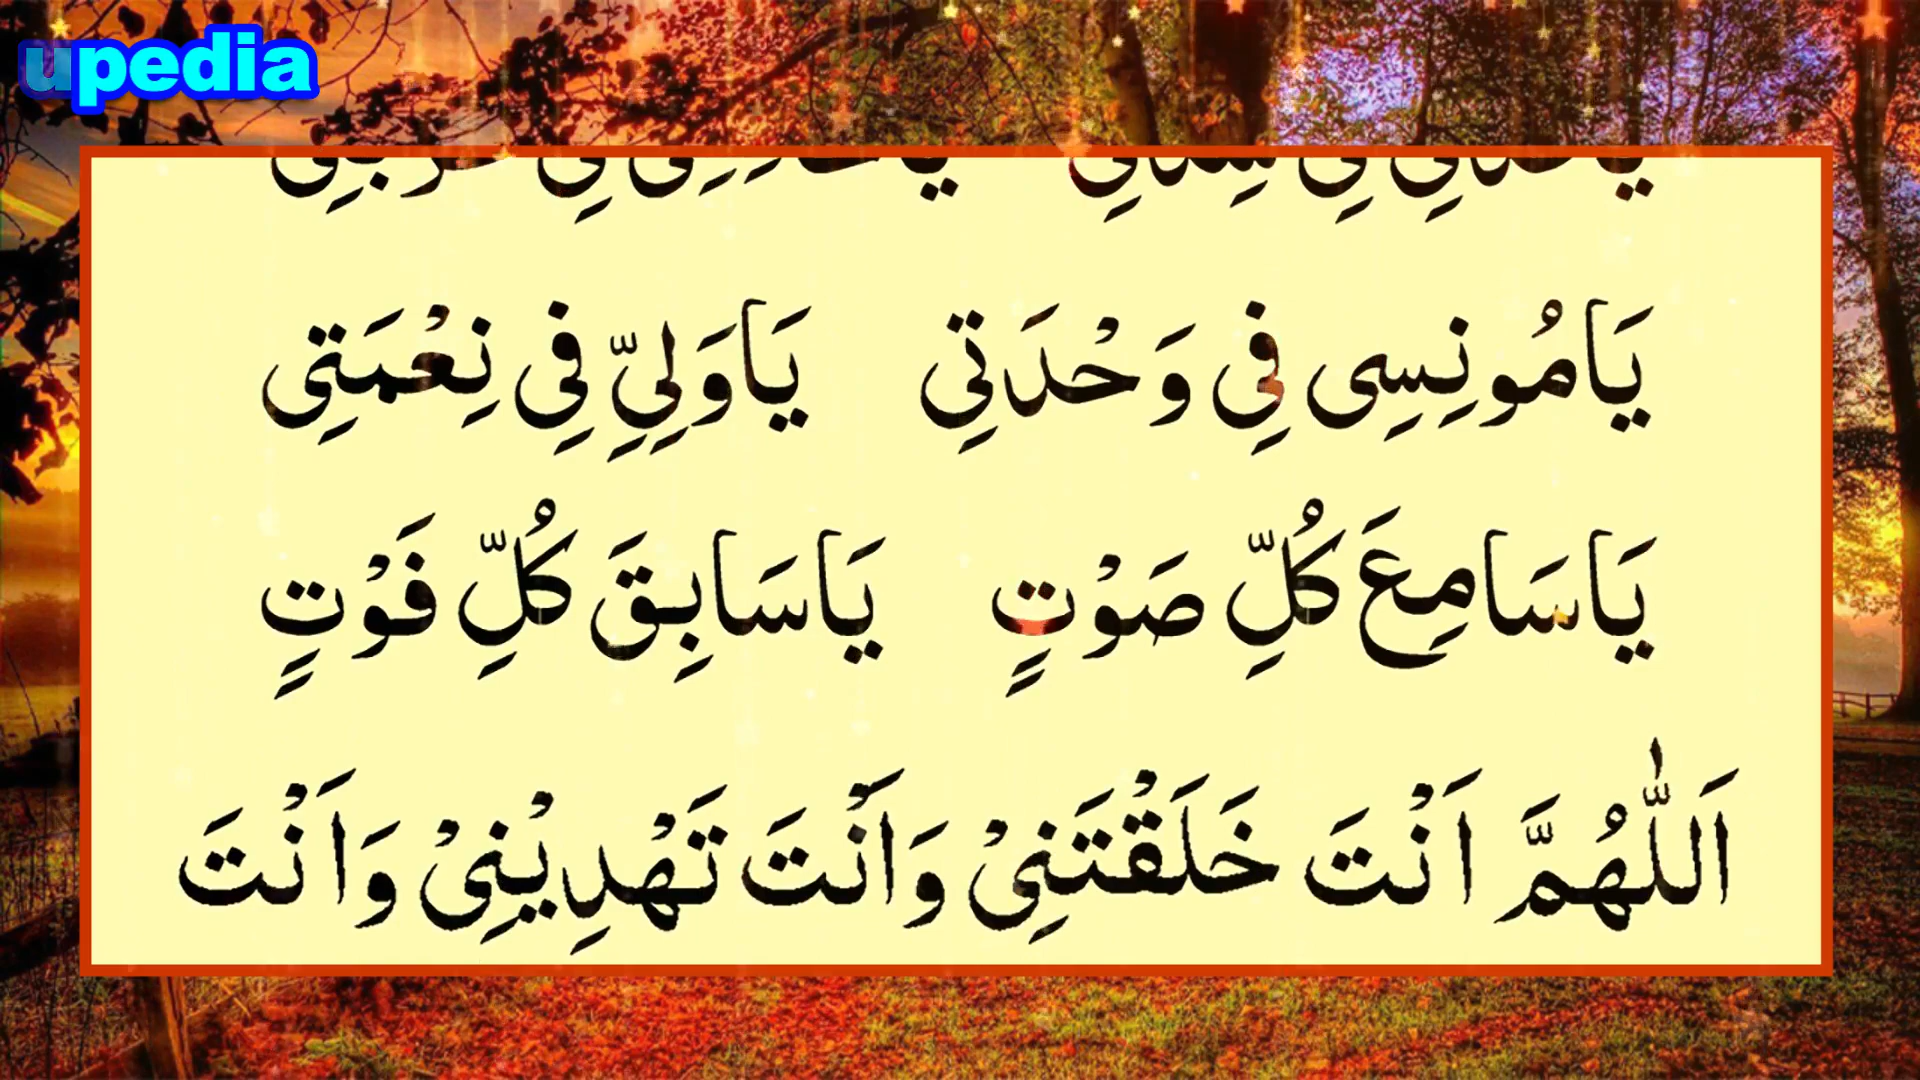 upedia
يَا فِي يَا فِي
يَامُونِسِى فِي وَحْدَتِي يَاوَلِيِّ فِي نِعْمَتِى
يَاسَامِعَ كُلِّ صَوْتٍ يَاسَابِقَ كُلِّ فَوْتٍ
اَللّٰهُمَّ اَنْتَ خَلَقْتَنِىْ وَاَنْتَ تَهْدِيْنِىْ وَاَنْتَ